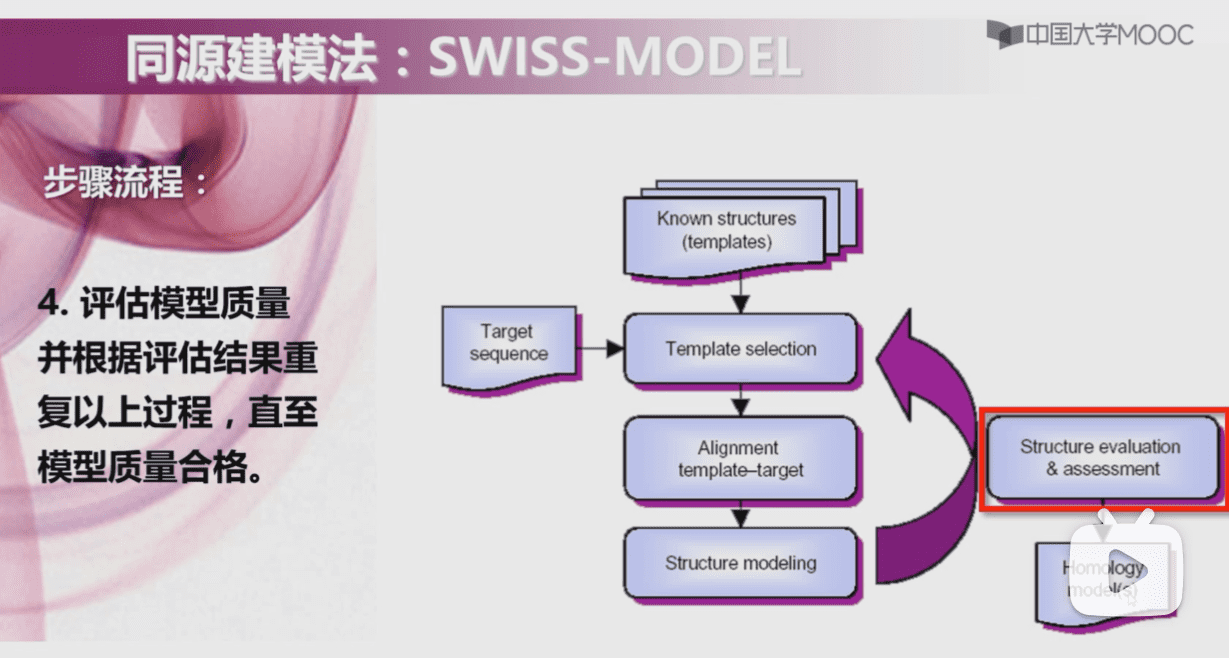 同源建模法：SWISS-MODEL
中国大学MOOC
步骤流程：
4. 评估模型质量
并根据评估结果重
复以上过程，直至
模型质量合格。
Known structures
(templates)
Target
sequence
Template selection
Alignment
template–target
Structure modeling
Structure evaluation
& assessment
Homology
model(s)